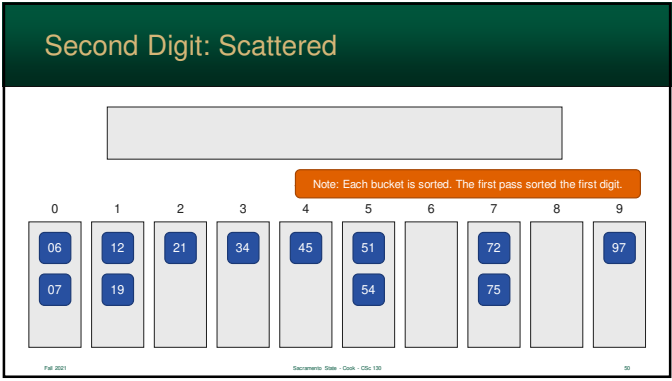 Second Digit: Scattered
Note: Each bucket is sorted. The first pass sorted the first digit.
0 1 2 3 4 5 6 7 8 9
06 12 21 34 45 51 72 97
07 19 54 75
Fall 2021 Sacramento State - Cook - CSc 130 50